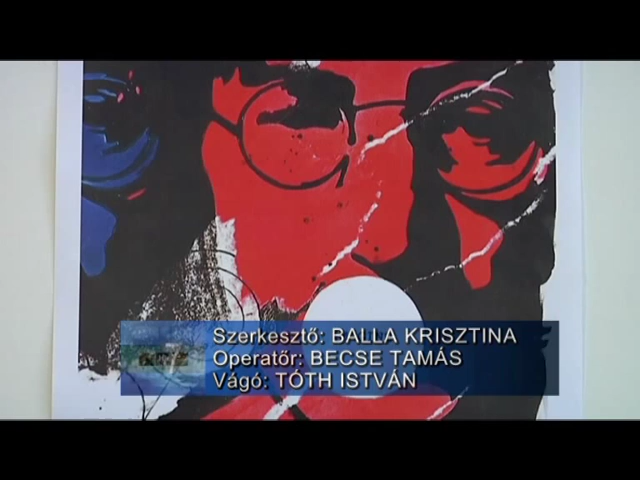 Szerkesztő: BALLA KRISZTINA
Operatőr: BECSE TAMÁS
Vágó: TÓTH ISTVÁN